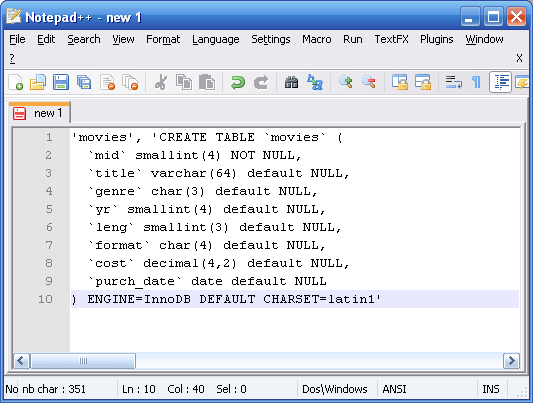 Notepad++ - new 1
File Edit Search View Format Language Settings Macro Run TextFX Plugins Window
? X
new 1
1 'movies', 'CREATE TABLE `movies` (
2 `mid` smallint(4) NOT NULL,
3 `title` varchar(64) default NULL,
4 `genre` char(3) default NULL,
5 `yr` smallint(4) default NULL,
6 `leng` smallint(3) default NULL,
7 `format` char(4) default NULL,
8 `cost` decimal(4,2) default NULL,
9 `purch_date` date default NULL
10 ) ENGINE=InnoDB DEFAULT CHARSET=latin1'
No nb char : 351 Ln : 10 Col : 40 Sel : 0 Dos\Windows ANSI INS